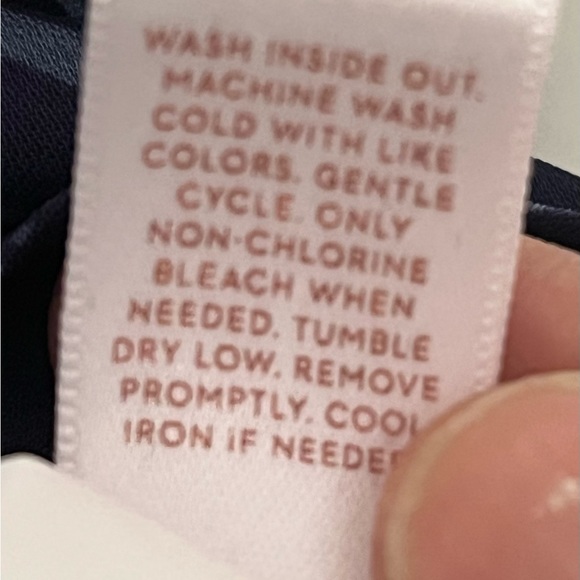 WASH INSIDE OUT.
MACHINE WASH
COLD WITH LIKE
COLORS. GENTLE
CYCLE. ONLY
NON-CHLORINE
BLEACH WHEN
NEEDED. TUMBLE
DRY LOW. REMOVE
PROMPTLY. COOL
IRON IF NEEDE